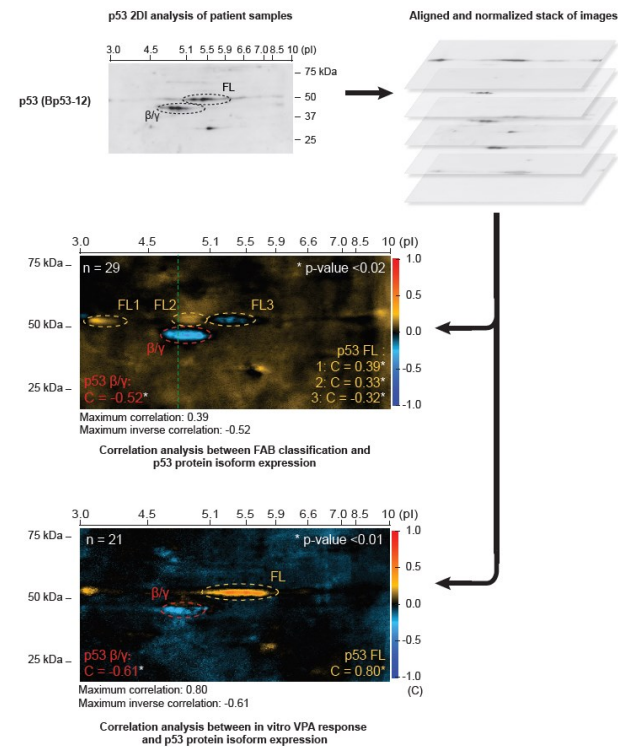 p53 2DI analysis of patient samples
Aligned and normalized stack of images
3.0 4.5 5.1 5.5 5.9 6.6 7.0 8.5 10 (pI)
75 kDa
FL
50
p53 (Bp53-12)
β/γ
37
25
3.0 4.5 5.1 5.5 5.9 6.6 7.0 8.5 10 (pI)
75 kDa
n = 29
* p-value <0.02
1.0
FL1 FL2 FL3
0.5
50 kDa
0.0
β/γ
p53 FL :
1: C = 0.39*
-0.5
p53 β/γ:
2: C = 0.33*
25 kDa
C = -0.52*
3: C = -0.32*
-1.0
Maximum correlation: 0.39
Maximum inverse correlation: -0.52
Correlation analysis between FAB classification and
p53 protein isoform expression
3.0 4.5 5.1 5.5 5.9 6.6 7.0 8.5 10 (pI)
75 kDa
n = 21
* p-value <0.01
1.0
0.5
FL
β/γ
50 kDa
0.0
-0.5
p53 β/γ:
p53 FL
25 kDa
C = -0.61*
C = 0.80*
-1.0
(C)
Maximum correlation: 0.80
Maximum inverse correlation: -0.61
Correlation analysis between in vitro VPA response
and p53 protein isoform expression